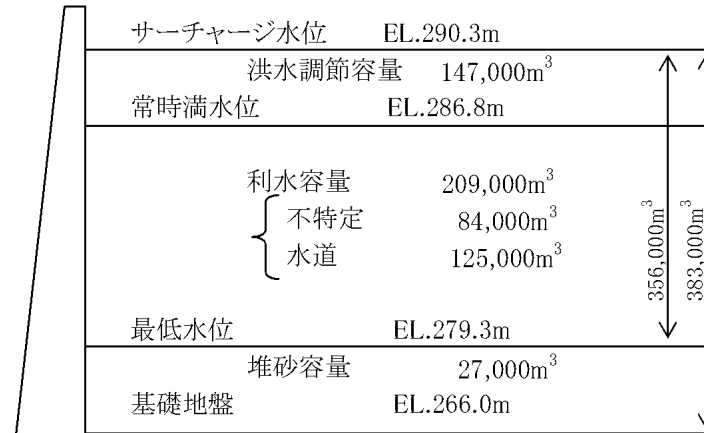 サーチャージ水位 EL.290.3m
洪水調節容量 147,000m³
常時満水位 EL.286.8m
利水容量 209,000m³
不特定 84,000m³
水道 125,000m³
356,000m³
383,000m³
最低水位 EL.279.3m
堆砂容量 27,000m³
基礎地盤 EL.266.0m